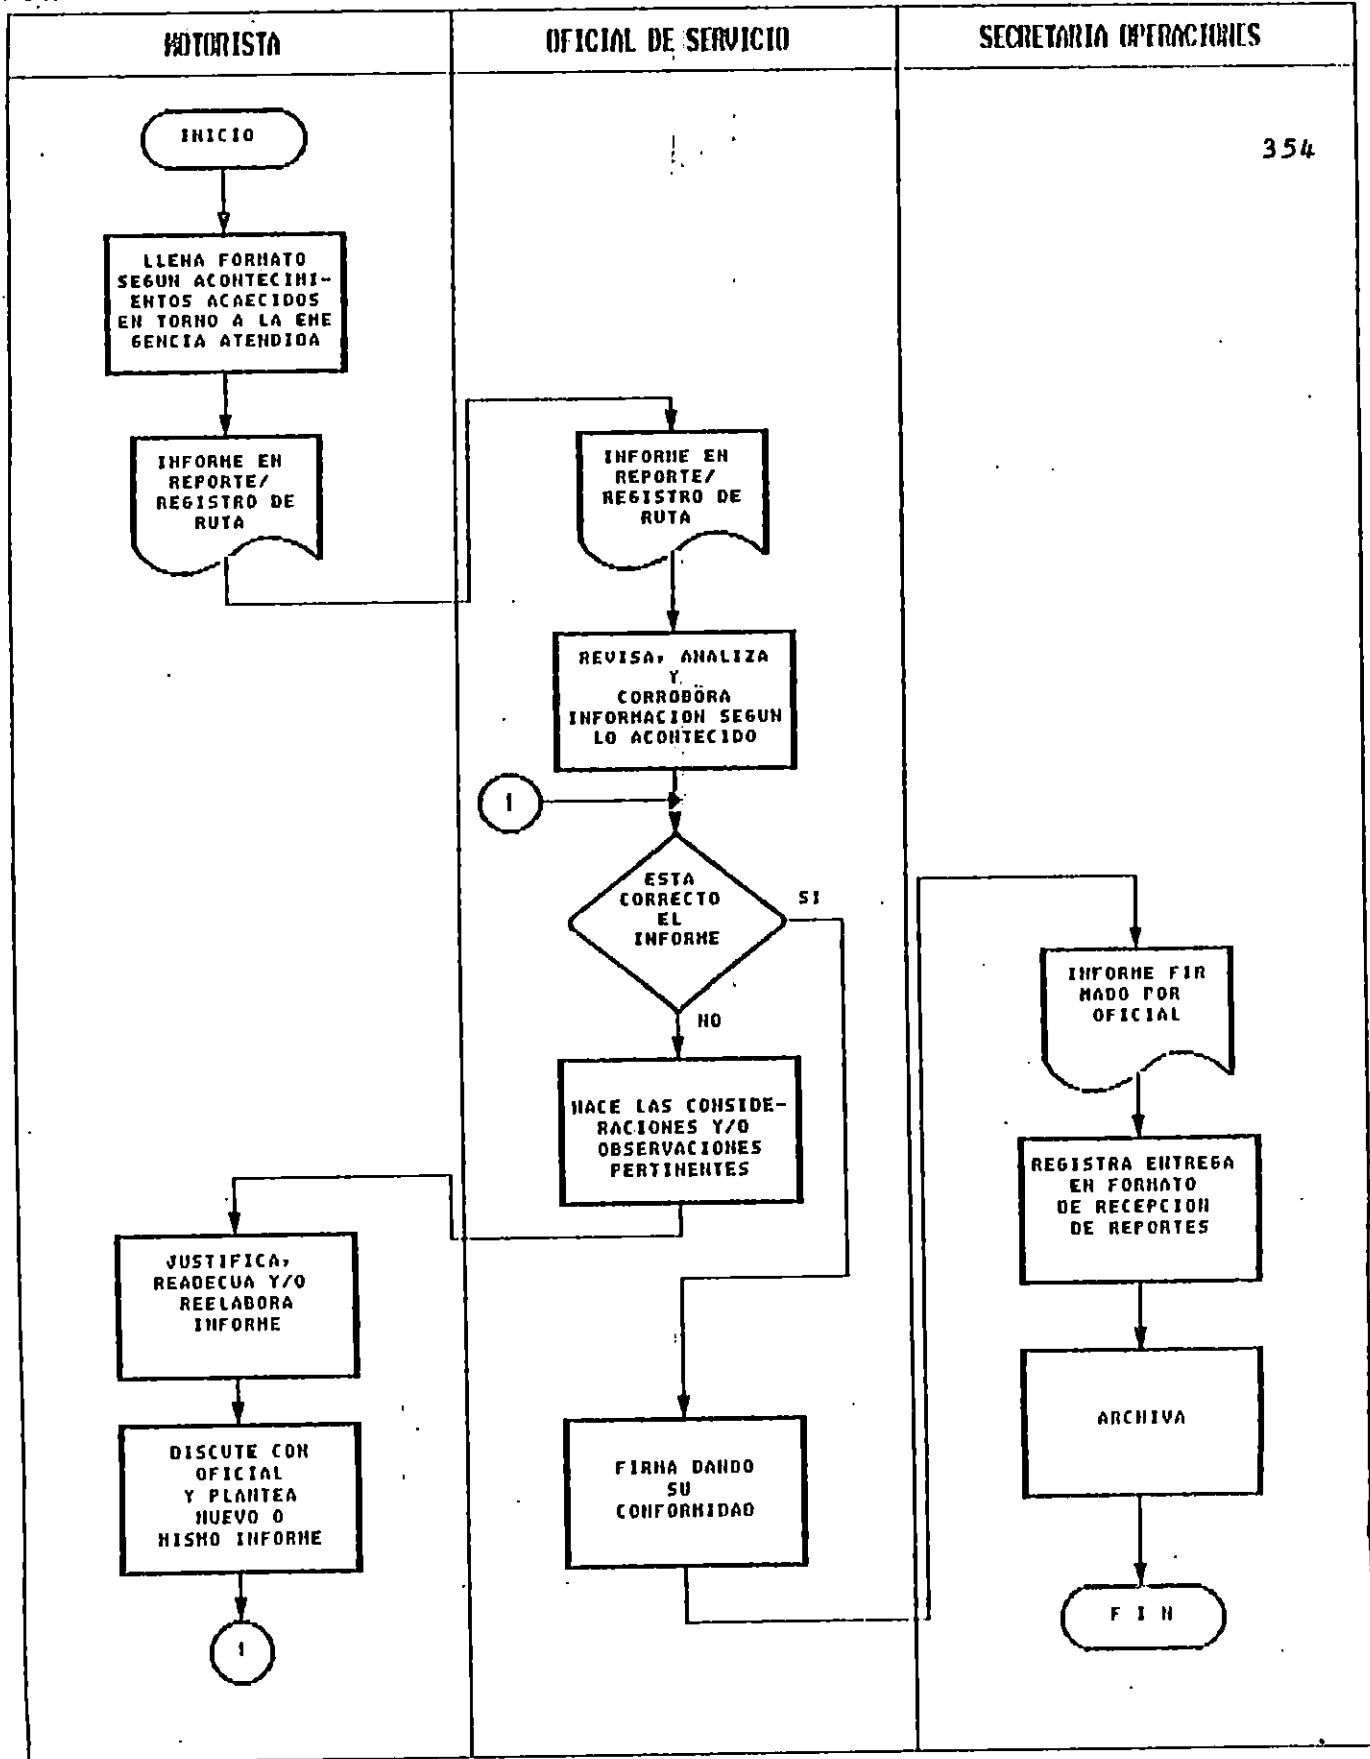 MOTORISTA
OFICIAL DE SERVICIO
SECRETARIA OPERACIONES
354
INICIO
LLENA FORMATO
SEGUN ACONTECIMI-
ENTOS ACAECIDOS
EN TORNO A LA EME
GENCIA ATENDIDA
INFORME EN
REPORTE/
REGISTRO DE
RUTA
INFORME EN
REPORTE/
REGISTRO DE
RUTA
REVISA, ANALIZA
Y
CORROBORA
INFORMACION SEGUN
LO ACONTECIDO
1
ESTA
CORRECTO
EL
INFORME
SI
NO
HACE LAS CONSIDE-
RACIONES Y/O
OBSERVACIONES
PERTINENTES
JUSTIFICA,
READECUA Y/O
REELABORA
INFORME
DISCUTE CON
OFICIAL
Y PLANTEA
NUEVO O
MISMO INFORME
1
FIRMA DANDO
SU
CONFORMIDAD
INFORME FIR
MADO POR
OFICIAL
REGISTRA ENTREGA
EN FORMATO
DE RECEPCION
DE REPORTES
ARCHIVA
F I N